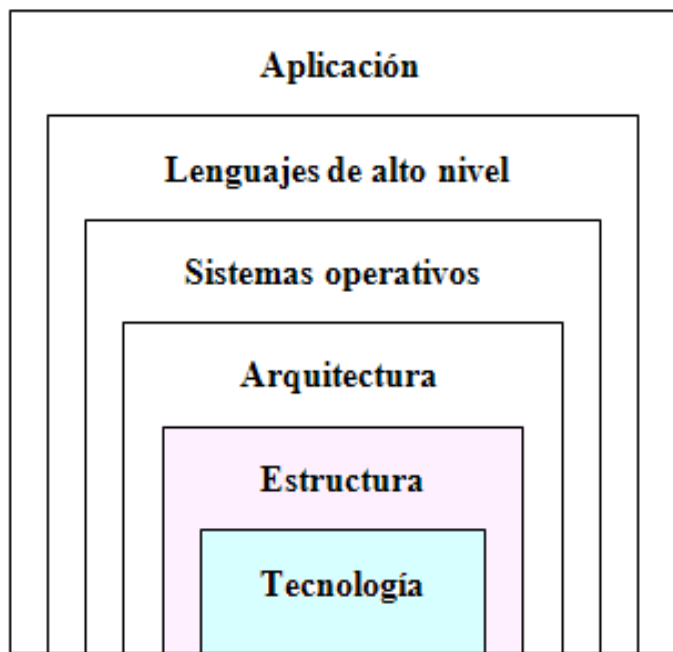 Aplicación
Lenguajes de alto nivel
Sistemas operativos
Arquitectura
Estructura
Tecnología